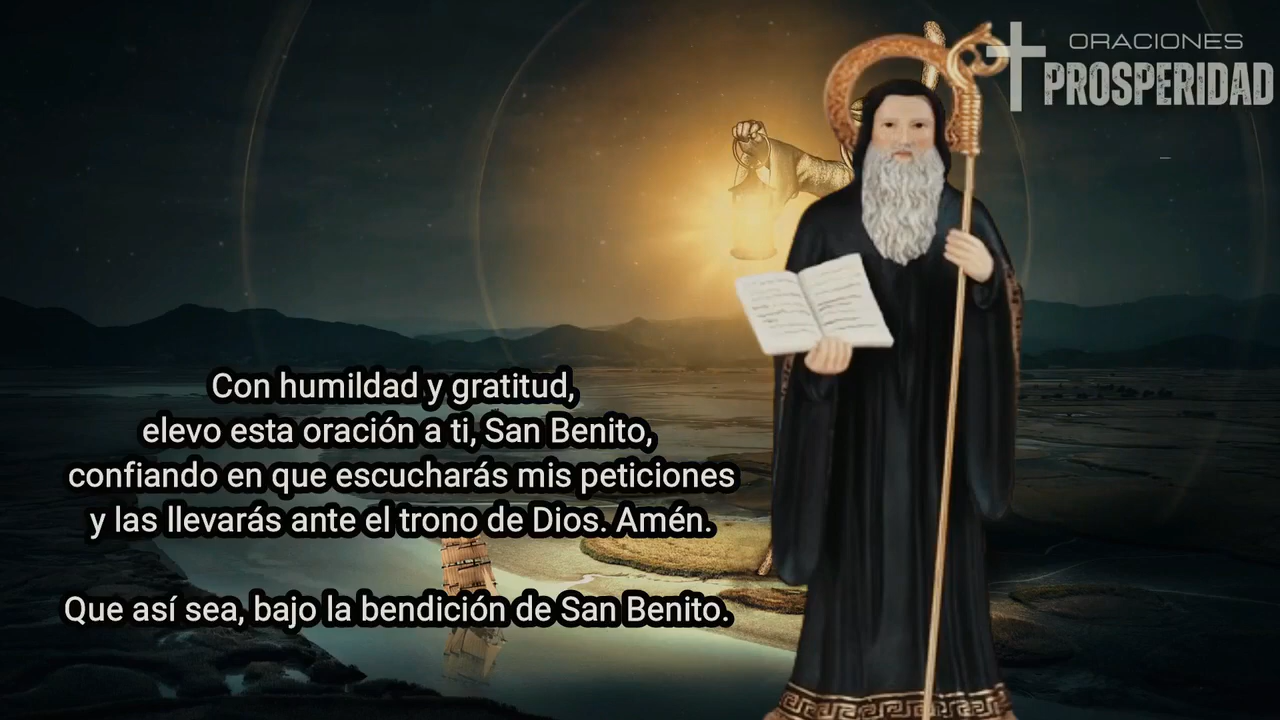 ORACIONES
PROSPERIDAD
Con humildad y gratitud,
elevo esta oración a ti, San Benito,
confiando en que escucharás mis peticiones
y las llevarás ante el trono de Dios. Amén.
Que así sea, bajo la bendición de San Benito.